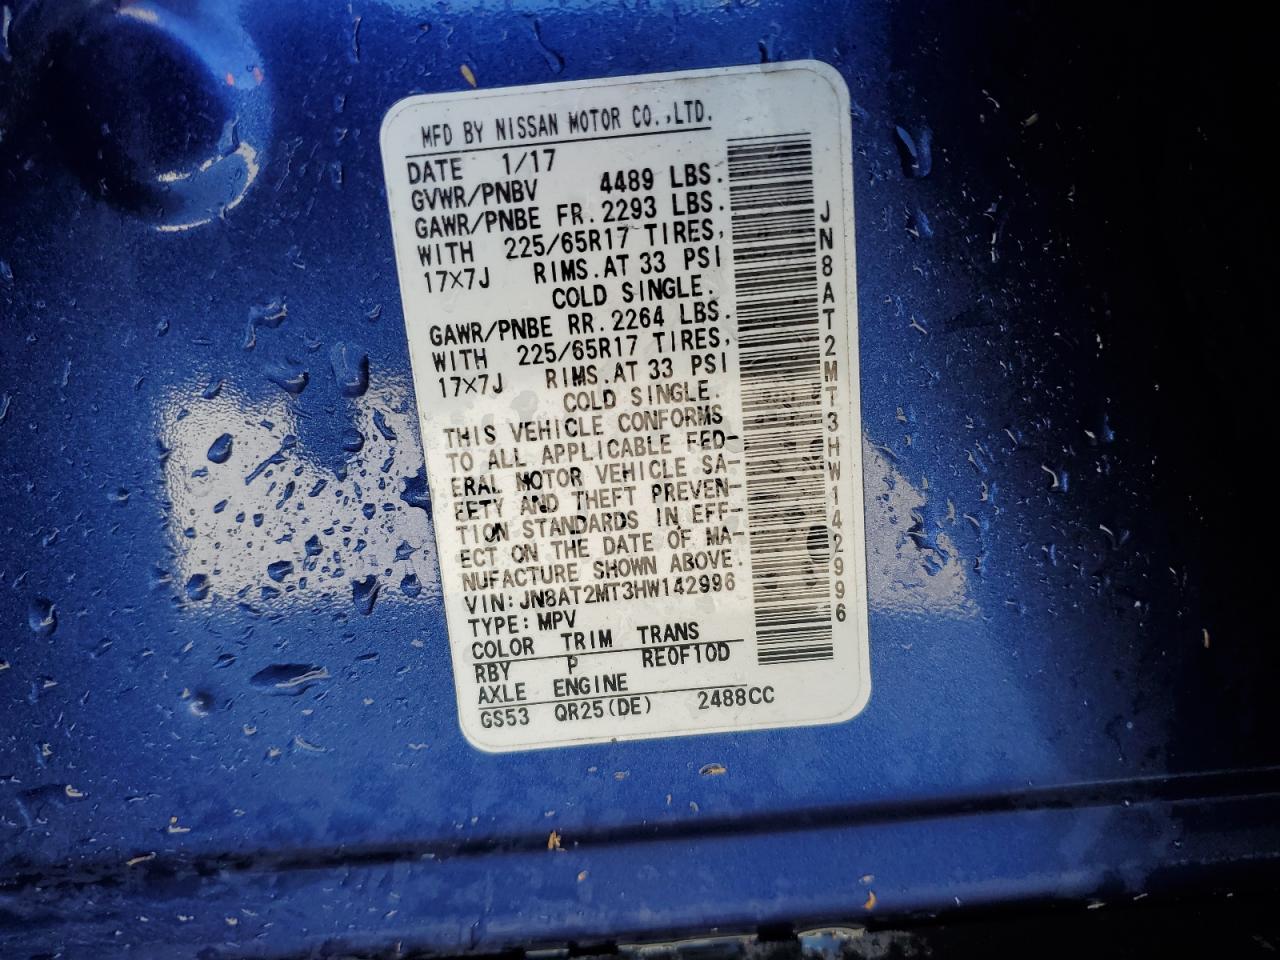 MFD BY NISSAN MOTOR CO.,LTD.
DATE 1/17
GVWR/PNBV 4489 LBS.
GAWR/PNBE FR. 2293 LBS.
WITH 225/65R17 TIRES,
17×7J RIMS.AT 33 PSI
COLD SINGLE.
GAWR/PNBE RR. 2264 LBS.
WITH 225/65R17 TIRES,
17×7J RIMS.AT 33 PSI
COLD SINGLE.
THIS VEHICLE CONFORMS
TO ALL APPLICABLE FED-
ERAL MOTOR VEHICLE SA-
FETY AND THEFT PREVEN-
TION STANDARDS IN EFF-
ECT ON THE DATE OF MA-
NUFACTURE SHOWN ABOVE.
VIN:JN8AT2MT3HW142996
TYPE:MPV
COLOR TRIM TRANS
RBY P RE0F10D
AXLE ENGINE
GS53 QR25(DE) 2488CC
JN8AT2MT3HW142996